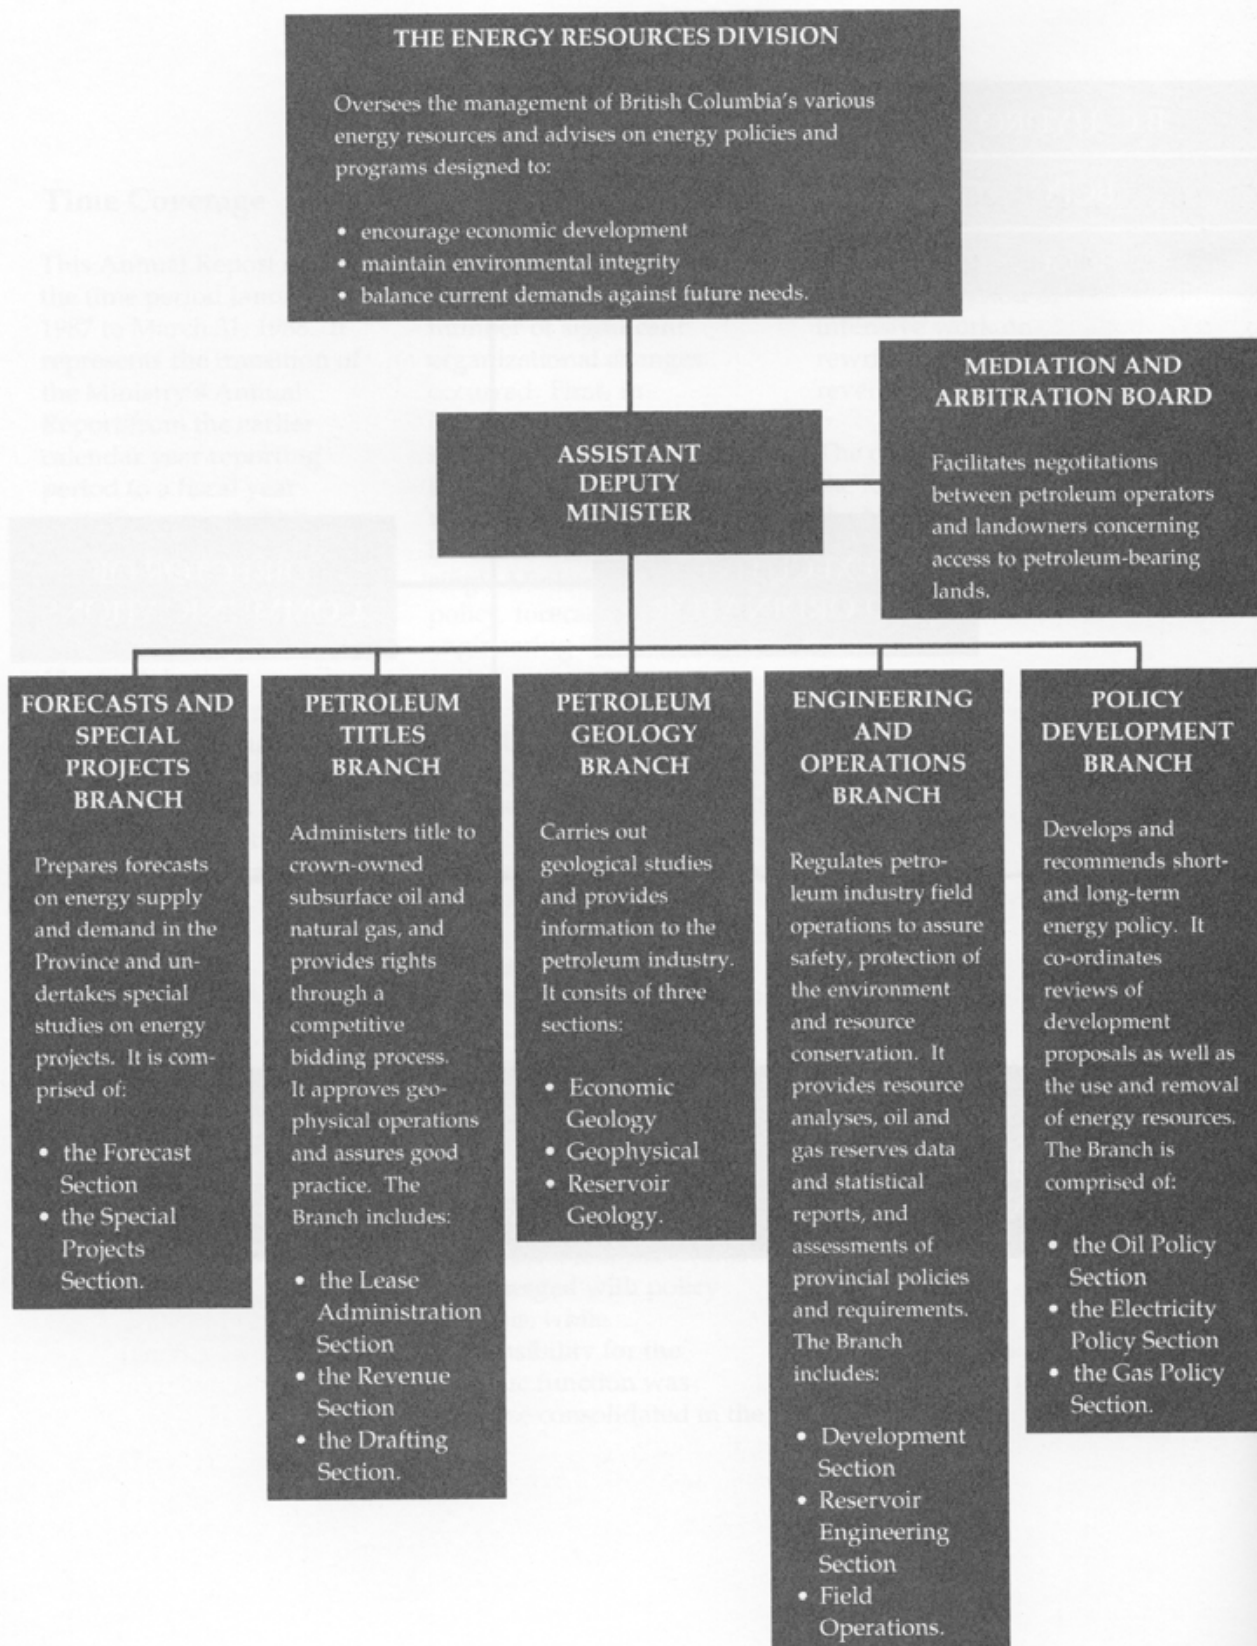 THE ENERGY RESOURCES DIVISION
Oversees the management of British Columbia's various
energy resources and advises on energy policies and
programs designed to:
• encourage economic development
• maintain environmental integrity
• balance current demands against future needs.
MEDIATION AND
ARBITRATION BOARD
Facilitates negotitations
between petroleum operators
and landowners concerning
access to petroleum-bearing
lands.
ASSISTANT
DEPUTY
MINISTER
FORECASTS AND
SPECIAL
PROJECTS
BRANCH
Prepares forecasts
on energy supply
and demand in the
Province and un-
dertakes special
studies on energy
projects. It is com-
prised of:
• the Forecast
Section
• the Special
Projects
Section.
PETROLEUM
TITLES
BRANCH
Administers title to
crown-owned
subsurface oil and
natural gas, and
provides rights
through a
competitive
bidding process.
It approves geo-
physical operations
and assures good
practice. The
Branch includes:
• the Lease
Administration
Section
• the Revenue
Section
• the Drafting
Section.
PETROLEUM
GEOLOGY
BRANCH
Carries out
geological studies
and provides
information to the
petroleum industry.
It consits of three
sections:
• Economic
Geology
• Geophysical
• Reservoir
Geology.
ENGINEERING
AND
OPERATIONS
BRANCH
Regulates petro-
leum industry field
operations to assure
safety, protection of
the environment
and resource
conservation. It
provides resource
analyses, oil and
gas reserves data
and statistical
reports, and
assessments of
provincial policies
and requirements.
The Branch
includes:
• Development
Section
• Reservoir
Engineering
Section
• Field
Operations.
POLICY
DEVELOPMENT
BRANCH
Develops and
recommends short-
and long-term
energy policy. It
co-ordinates
reviews of
development
proposals as well as
the use and removal
of energy resources.
The Branch is
comprised of:
• the Oil Policy
Section
• the Electricity
Policy Section
• the Gas Policy
Section.